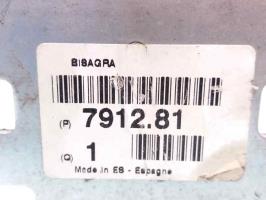 BISAGRA
(P) 7912.81
(Q) 1
Made in ES - Espagne